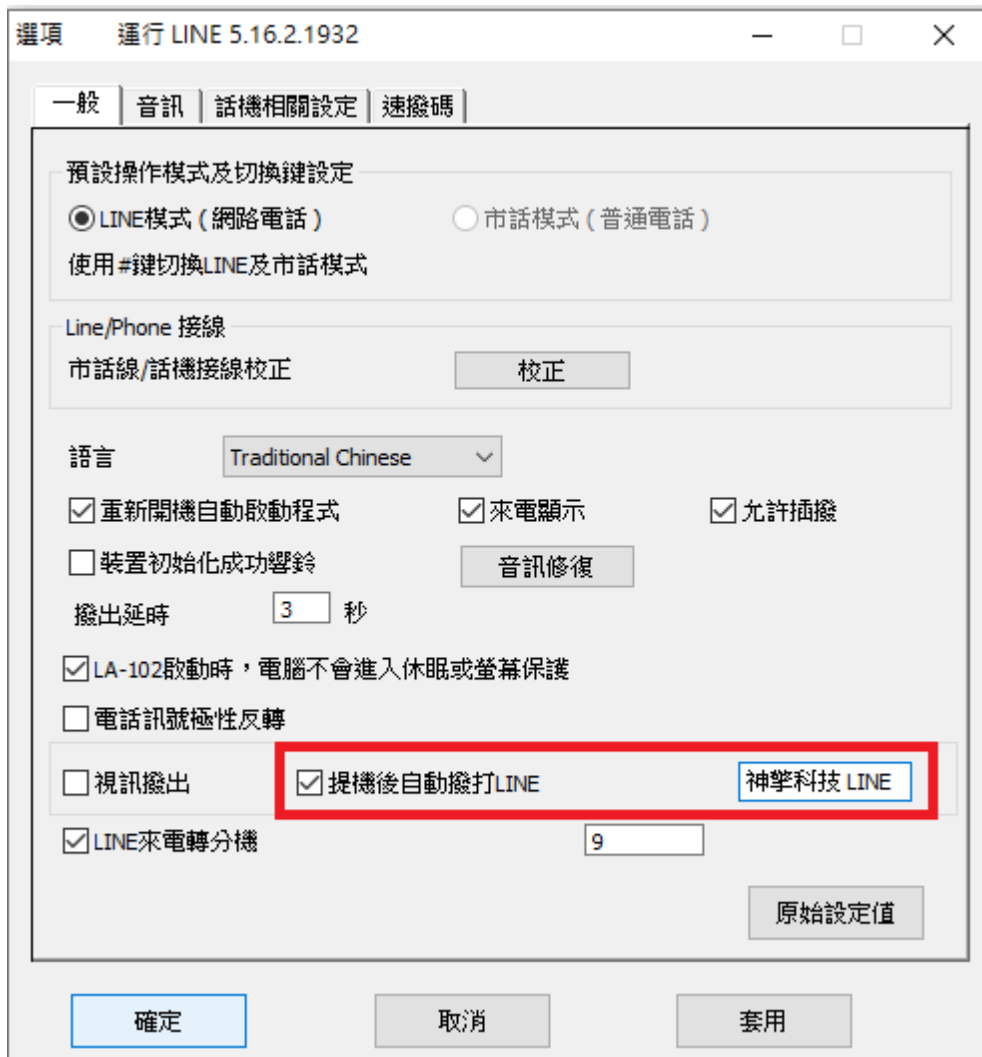 選項 運行 LINE 5.16.2.1932
一般 音訊 話機相關設定 速撥碼
預設操作模式及切換鍵設定
LINE模式 ( 網路電話 ) 市話模式 ( 普通電話 )
使用#鍵切換LINE及市話模式
Line/Phone 接線
市話線/話機接線校正 校正
語言 Traditional Chinese
重新開機自動啟動程式 來電顯示 允許插撥
裝置初始化成功響鈴 音訊修復
撥出延時 3 秒
LA-102啟動時，電腦不會進入休眠或螢幕保護
電話訊號極性反轉
視訊撥出 提機後自動撥打LINE 神擎科技 LINE
LINE來電轉分機 9
原始設定值
確定 取消 套用